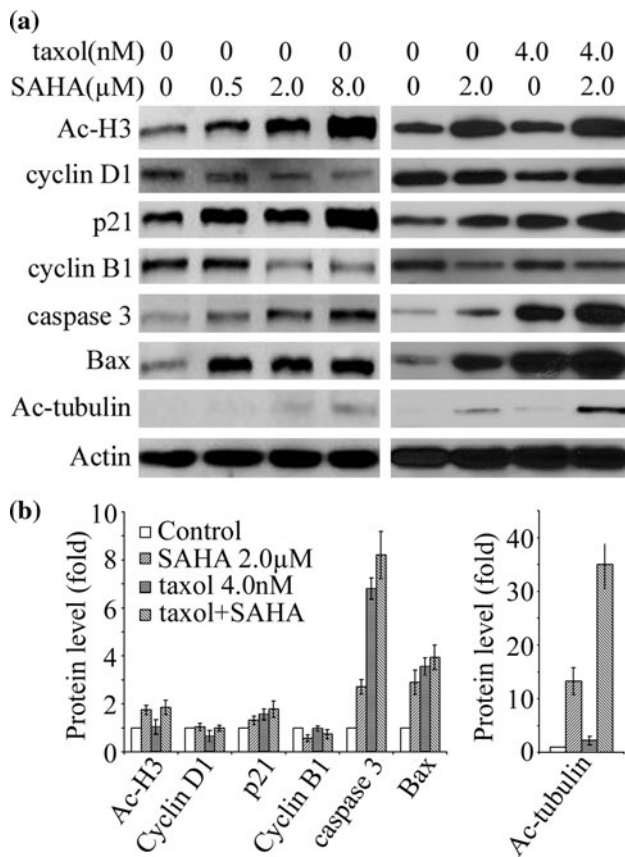 (a)
taxol(nM) 0 0 0 0 0 0 4.0 4.0
SAHA(μM) 0 0.5 2.0 8.0 0 2.0 0 2.0
Ac-H3
cyclin D1
p21
cyclin B1
caspase 3
Bax
Ac-tubulin
Actin
(b)
Protein level (fold)
10
8
6
4
2
0
Control
SAHA 2.0μM
taxol 4.0nM
taxol+SAHA
Ac-H3
Cyclin D1
p21
Cyclin B1
caspase 3
Bax
Protein level (fold)
40
30
20
10
0
Ac-tubulin